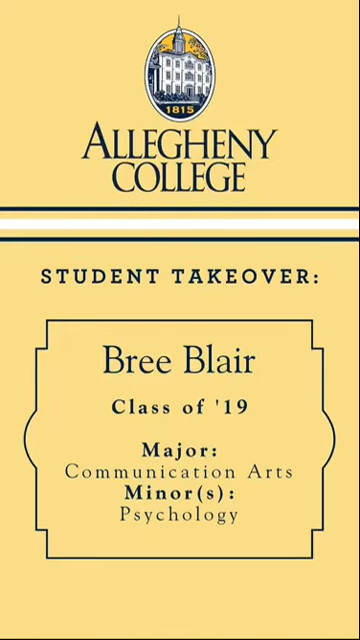 1815
ALLEGHENY
COLLEGE
STUDENT TAKEOVER:
Bree Blair
Class of '19
Major:
Communication Arts
Minor(s):
Psychology